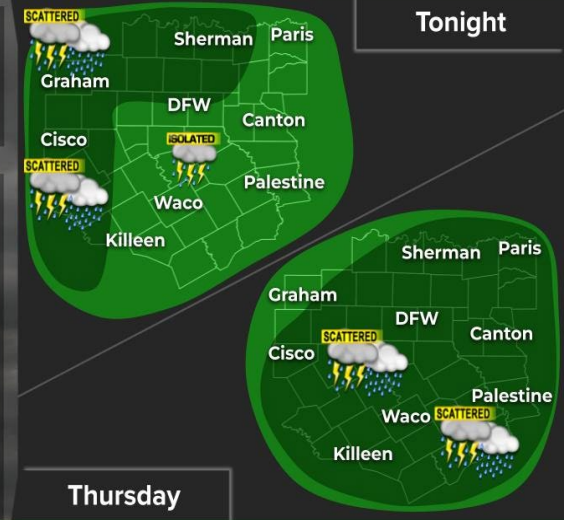 Tonight
SCATTERED
Sherman
Paris
Graham
DFW
Canton
Cisco
ISOLATED
SCATTERED
Palestine
Waco
Killeen
Sherman
Paris
Graham
DFW
SCATTERED
Canton
Cisco
Palestine
Waco
SCATTERED
Killeen
Thursday